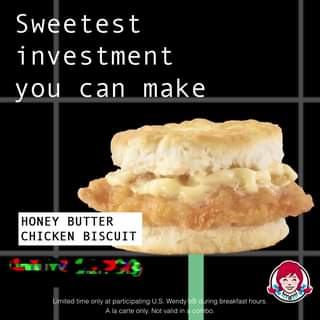 Sweetest
investment
you can make
HONEY BUTTER
CHICKEN BISCUIT
Limited time only at participating U.S. Wendy's® during breakfast hours.
A la carte only. Not valid in a combo.